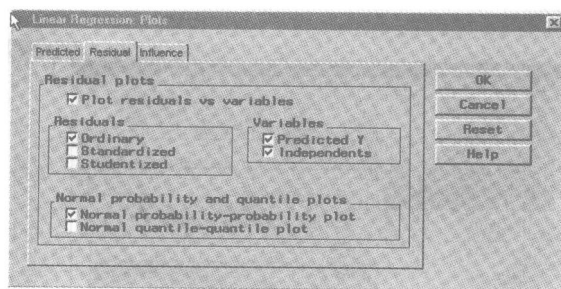 Linear Regression: Plots
Predicted Residual Influence
Residual plots
Plot residuals vs variables
Residuals
Ordinary
Standardized
Studentized
Variables
Predicted Y
Independents
Normal probability and quantile plots
Normal probability-probability plot
Normal quantile-quantile plot
OK
Cancel
Reset
Help